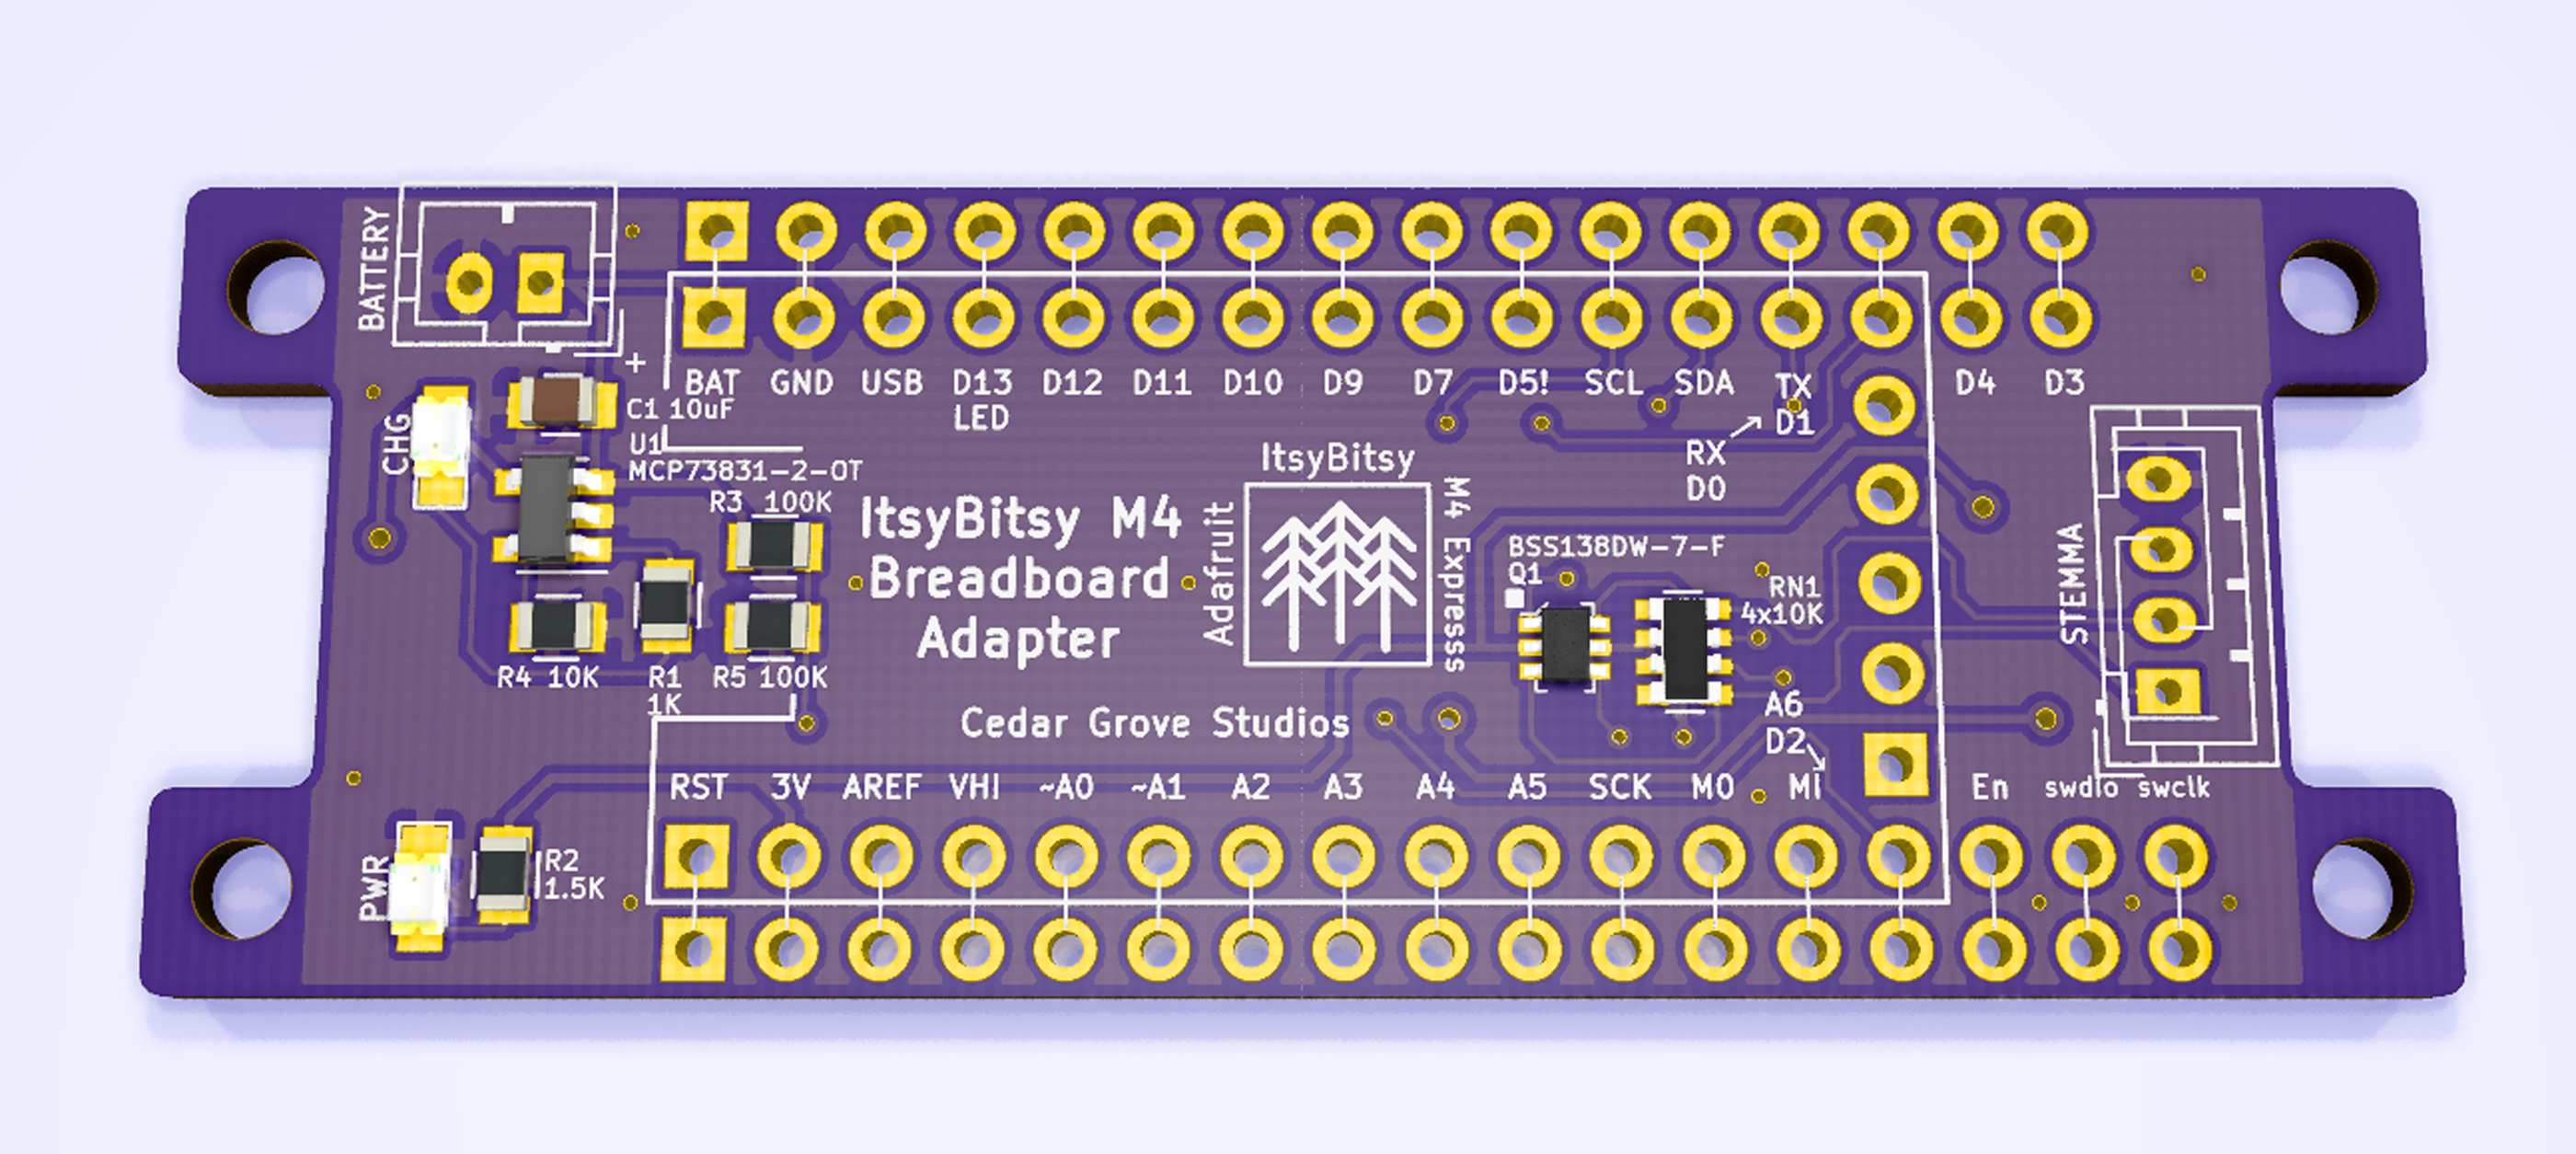 BATTERY
+
BAT GND USB D13 D12 D11 D10 D9 D7 D5! SCL SDA TX D4 D3
LED
D1
RX
D0
CHG
C1 10uF
U1
MCP73831-2-OT
R3 100K
R4 10K
R1
1K
R5 100K
ItsyBitsy M4
Breadboard
Adapter
ItsyBitsy
Adafruit
M4 Expresss
Cedar Grove Studios
BSS138DW-7-F
Q1
RN1
4x10K
STEMMA
A6
D2
RST 3V AREF VHI ~A0 ~A1 A2 A3 A4 A5 SCK MO MI En swdio swclk
PWR
R2
1.5K